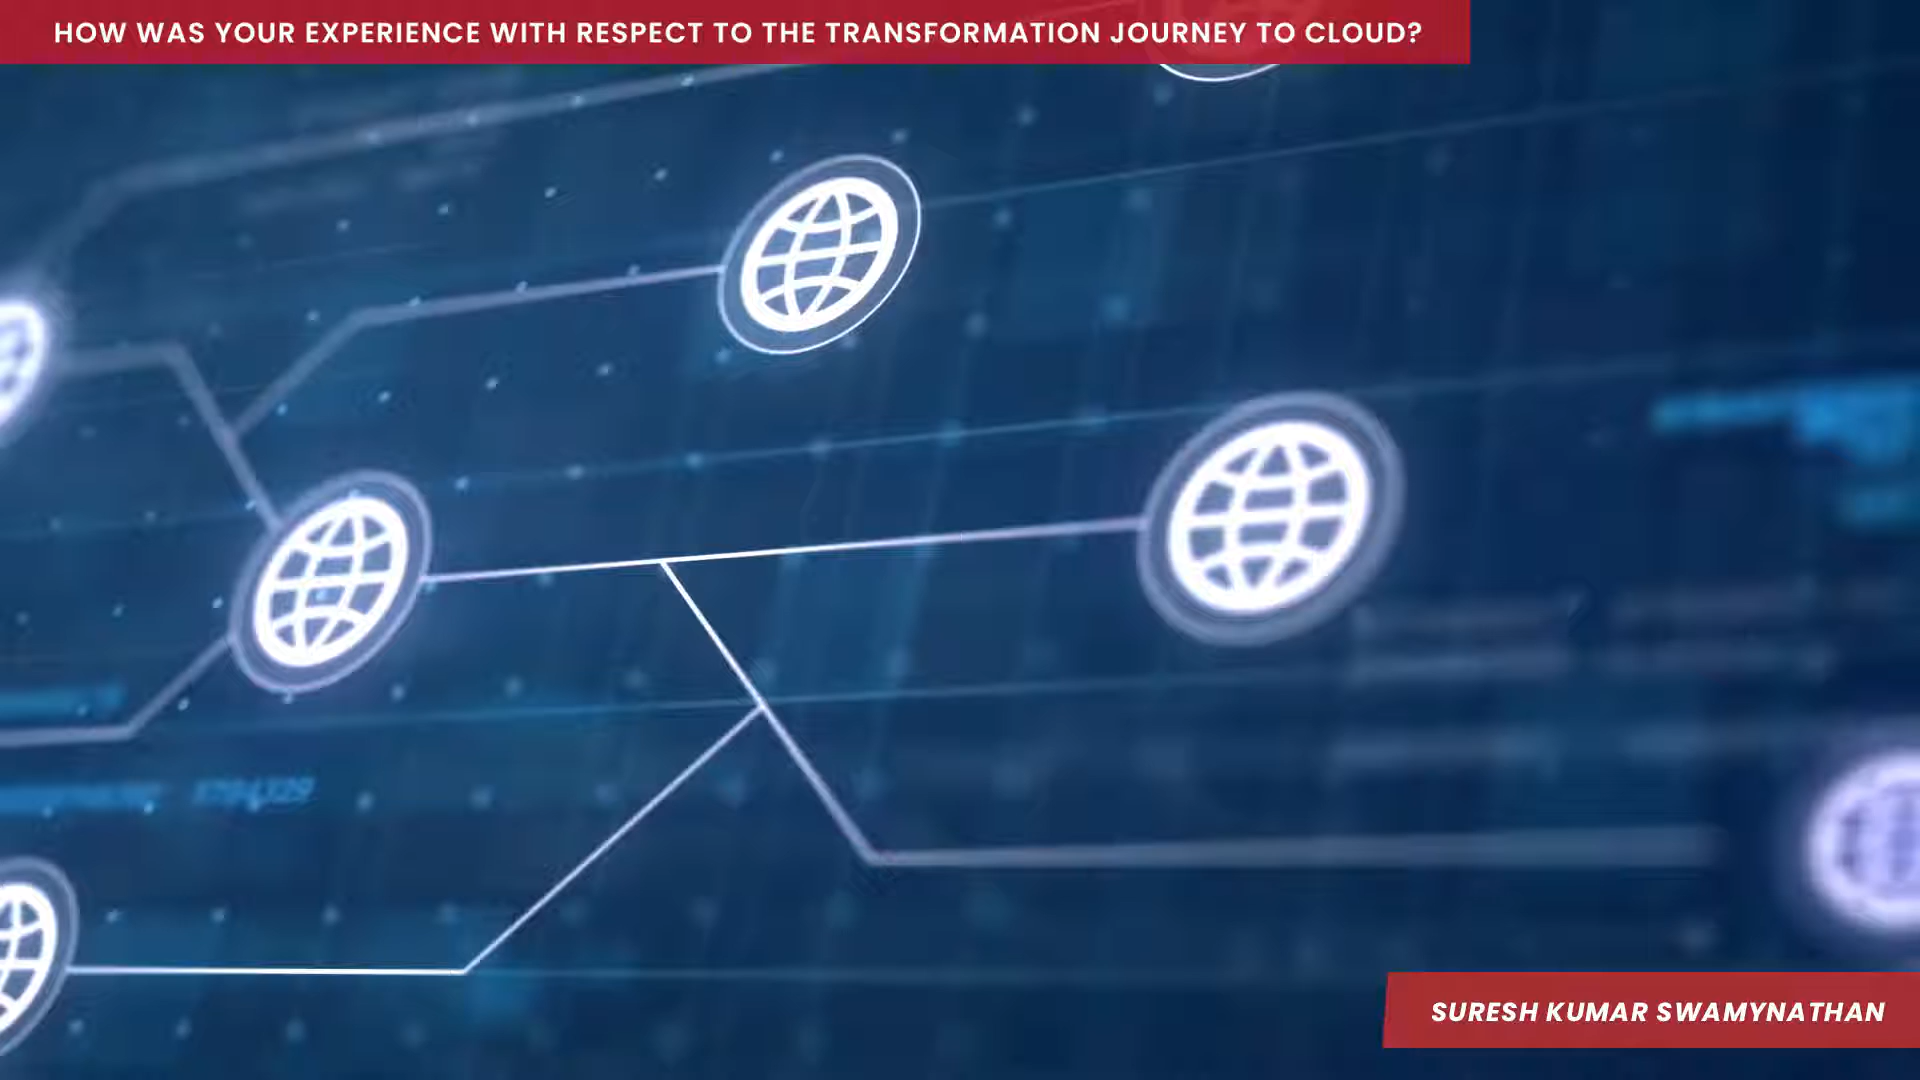 HOW WAS YOUR EXPERIENCE WITH RESPECT TO THE TRANSFORMATION JOURNEY TO CLOUD?
SURESH KUMAR SWAMYNATHAN